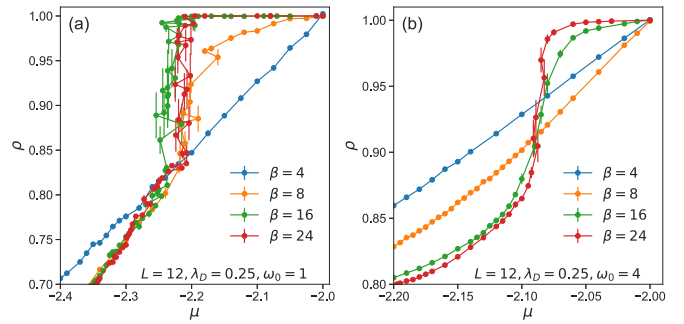 (a)
1.00
0.95
0.90
0.85
0.80
0.75
0.70
ρ
β = 4
β = 8
β = 16
β = 24
L = 12, λ_D = 0.25, ω₀ = 1
−2.4
−2.3
−2.2
−2.1
−2.0
μ
(b)
1.00
0.95
0.90
0.85
0.80
ρ
β = 4
β = 8
β = 16
β = 24
L = 12, λ_D = 0.25, ω₀ = 4
−2.20
−2.15
−2.10
−2.05
−2.00
μ